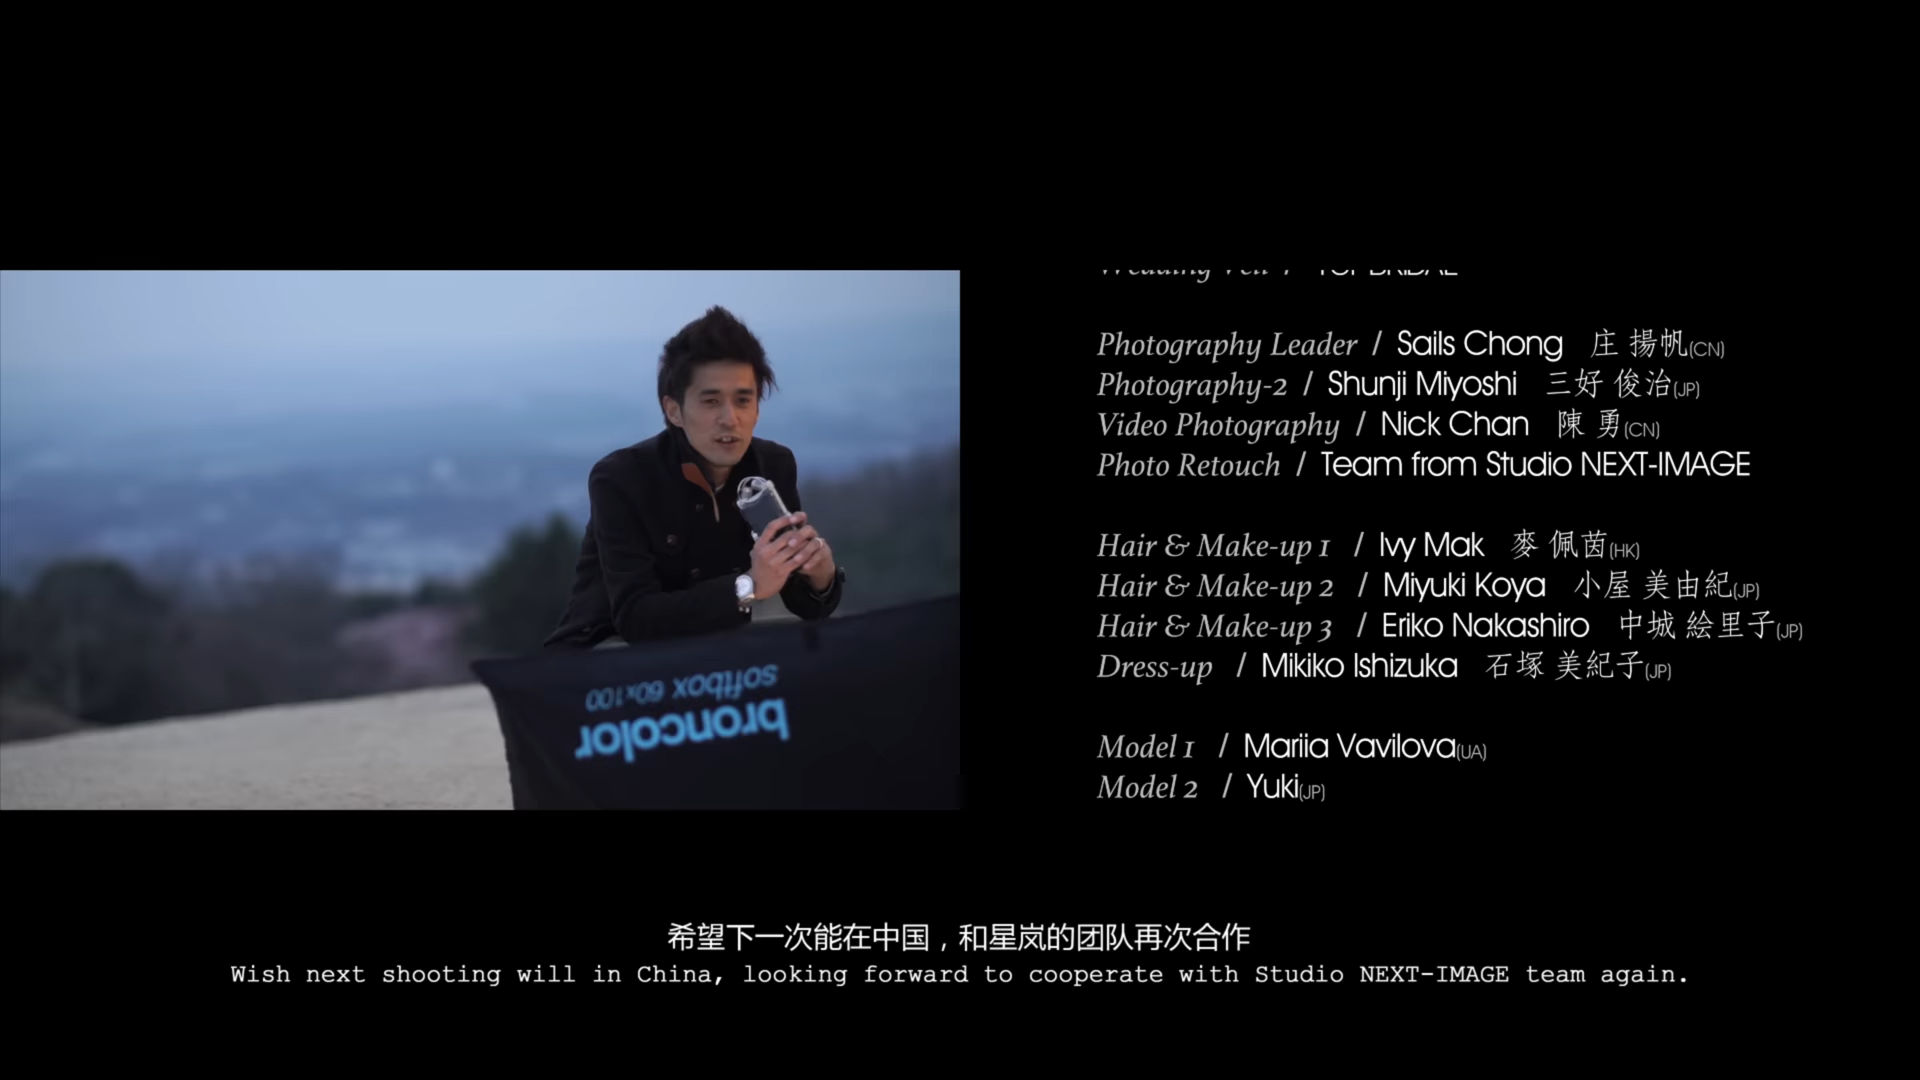 Photography Leader / Sails Chong 庄 揚帆(CN)
Photography-2 / Shunji Miyoshi 三好 俊治(JP)
Video Photography / Nick Chan 陳 勇(CN)
Photo Retouch / Team from Studio NEXT-IMAGE
Hair & Make-up 1 / Ivy Mak 麥 佩茵(HK)
Hair & Make-up 2 / Miyuki Koya 小屋 美由紀(JP)
Hair & Make-up 3 / Eriko Nakashiro 中城 絵里子(JP)
Dress-up / Mikiko Ishizuka 石塚 美紀子(JP)
Model 1 / Mariia Vavilova(UA)
Model 2 / Yuki(JP)
softbox 60x100
broncolor
希望下一次能在中国，和星岚的团队再次合作
Wish next shooting will in China, looking forward to cooperate with Studio NEXT-IMAGE team again.